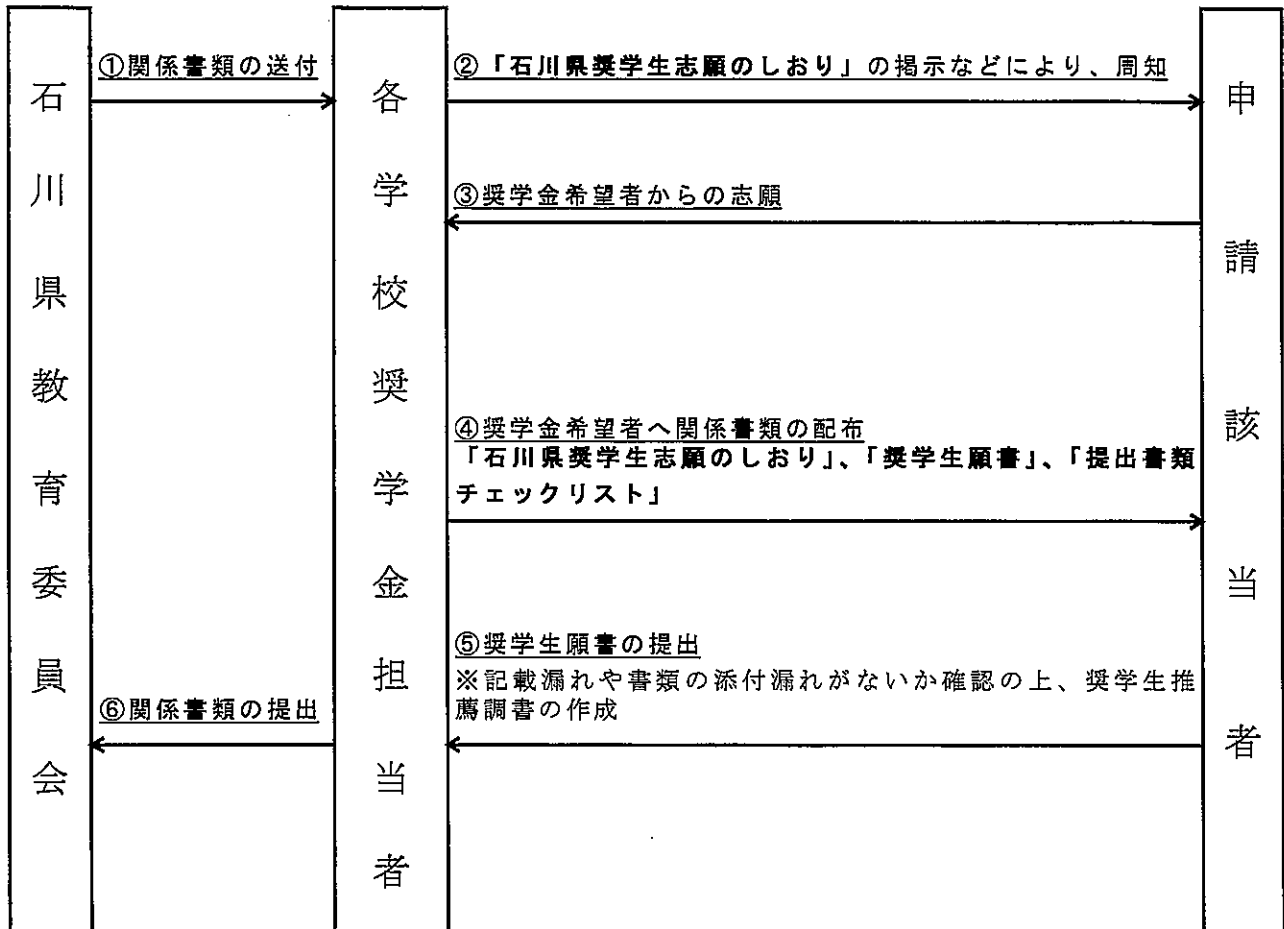 石川県教育委員会
①関係書類の送付
各学校奨学金担当者
②「石川県奨学生志願のしおり」の掲示などにより、周知
申請該当者
③奨学金希望者からの志願
④奨学金希望者へ関係書類の配布
「石川県奨学生志願のしおり」、「奨学生願書」、「提出書類
チェックリスト」
⑤奨学生願書の提出
※記載漏れや書類の添付漏れがないか確認の上、奨学生推
薦調書の作成
⑥関係書類の提出